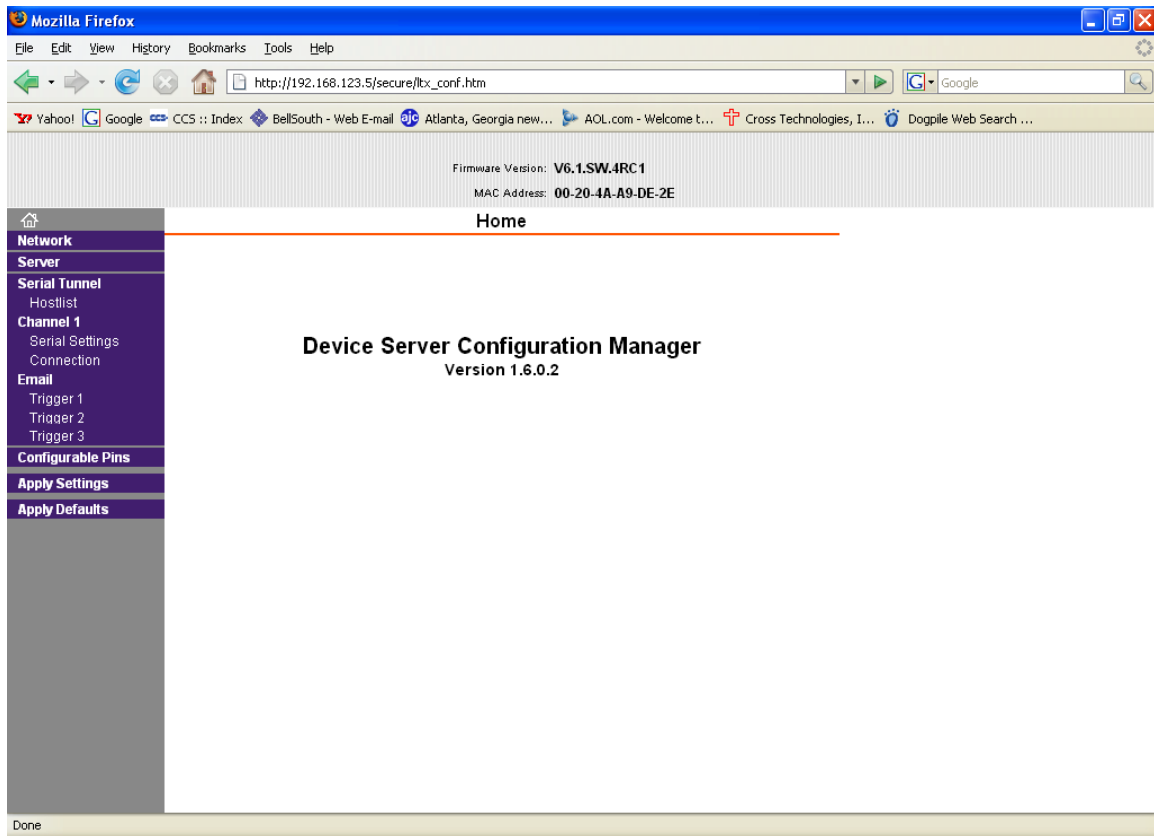 Mozilla Firefox
File Edit View History Bookmarks Tools Help
http://192.168.123.5/secure/ltx_conf.htm
G Google
Yahoo! G Google CCS CCS :: Index BellSouth - Web E-mail ajc Atlanta, Georgia new... AOL.com - Welcome t... Cross Technologies, I... Dogpile Web Search ...
Firmware Version: V6.1.SW.4RC1
MAC Address: 00-20-4A-A9-DE-2E
Home
Network
Server
Serial Tunnel
Hostlist
Channel 1
Serial Settings
Connection
Email
Trigger 1
Trigger 2
Trigger 3
Configurable Pins
Apply Settings
Apply Defaults
Device Server Configuration Manager
Version 1.6.0.2
Done